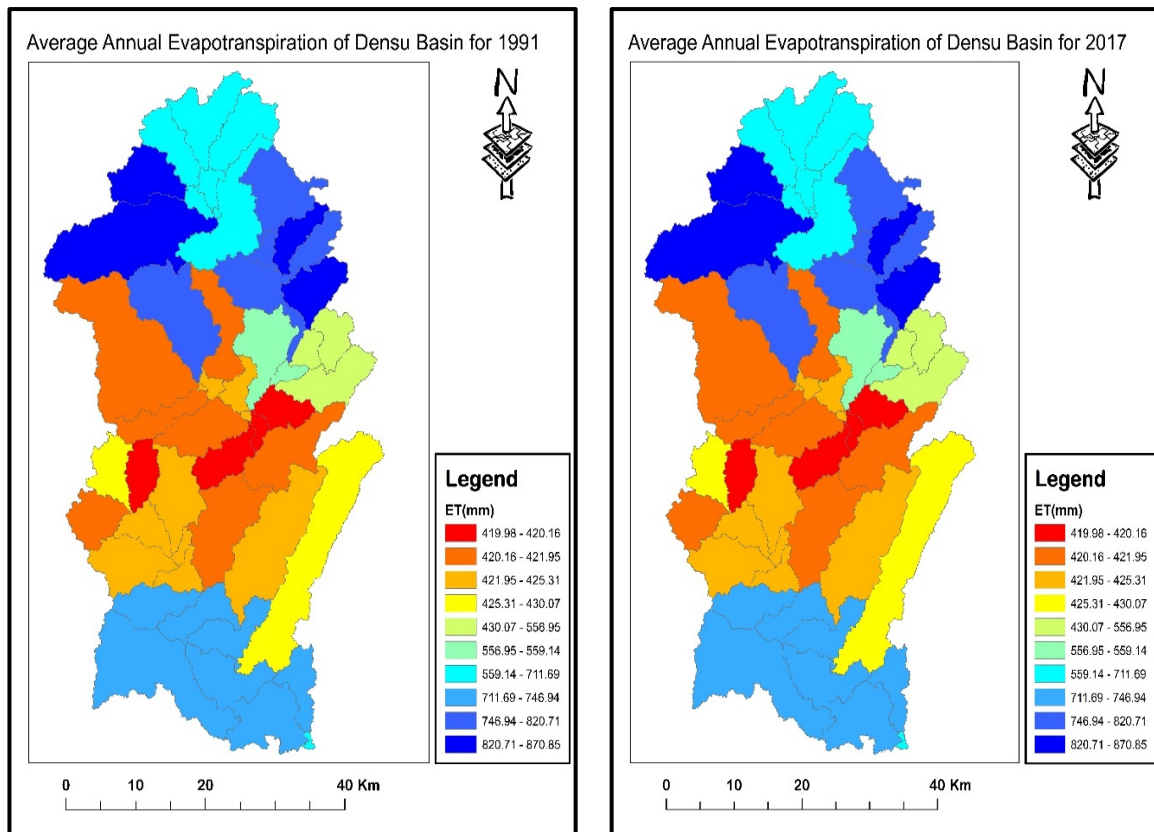 Average Annual Evapotranspiration of Densu Basin for 1991
N
Legend
ET(mm)
419.98 - 420.16
420.16 - 421.95
421.95 - 425.31
425.31 - 430.07
430.07 - 556.95
556.95 - 559.14
559.14 - 711.69
711.69 - 746.94
746.94 - 820.71
820.71 - 870.85
0 10 20 40 Km
Average Annual Evapotranspiration of Densu Basin for 2017
N
Legend
ET(mm)
419.98 - 420.16
420.16 - 421.95
421.95 - 425.31
425.31 - 430.07
430.07 - 556.95
556.95 - 559.14
559.14 - 711.69
711.69 - 746.94
746.94 - 820.71
820.71 - 870.85
0 10 20 40 Km